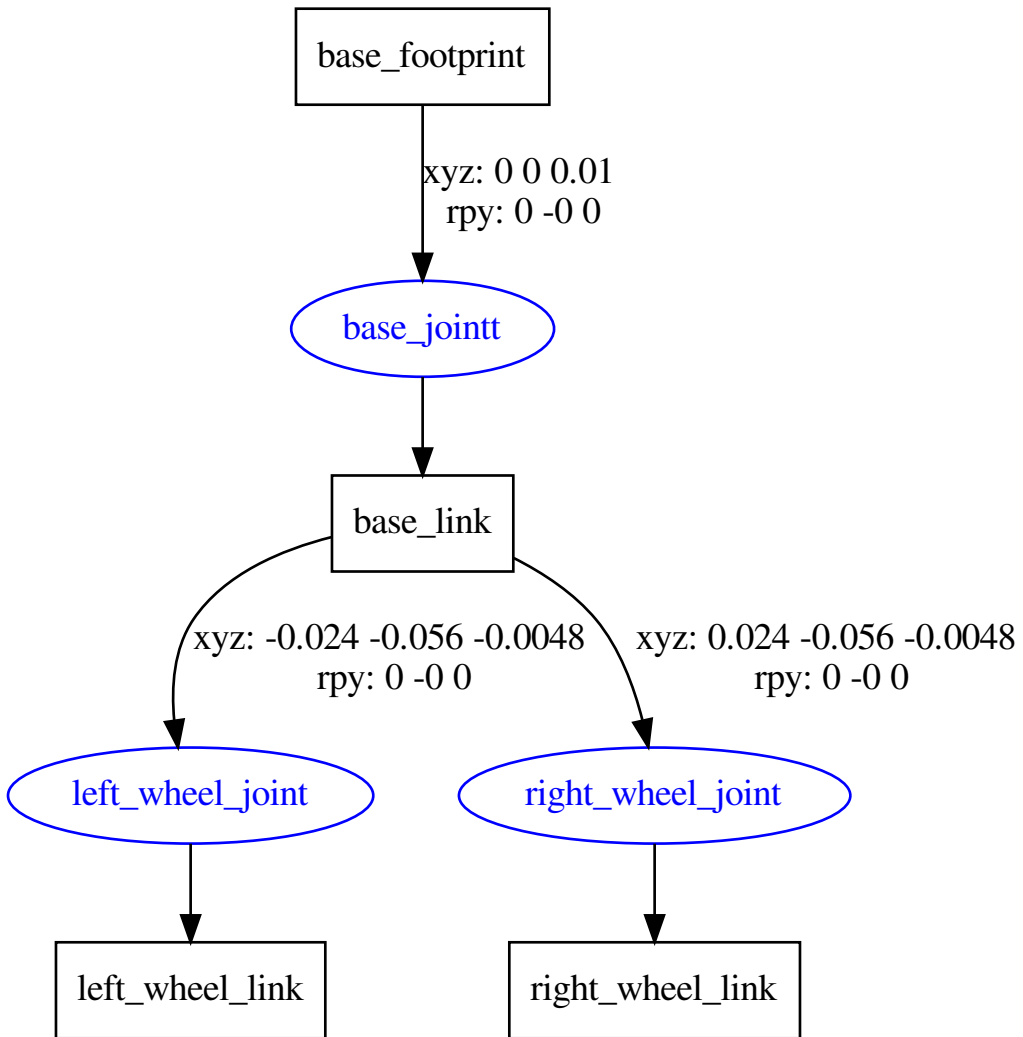 base_footprint
xyz: 0 0 0.01
rpy: 0 -0 0
base_jointt
base_link
xyz: -0.024 -0.056 -0.0048
rpy: 0 -0 0
xyz: 0.024 -0.056 -0.0048
rpy: 0 -0 0
left_wheel_joint
right_wheel_joint
left_wheel_link
right_wheel_link